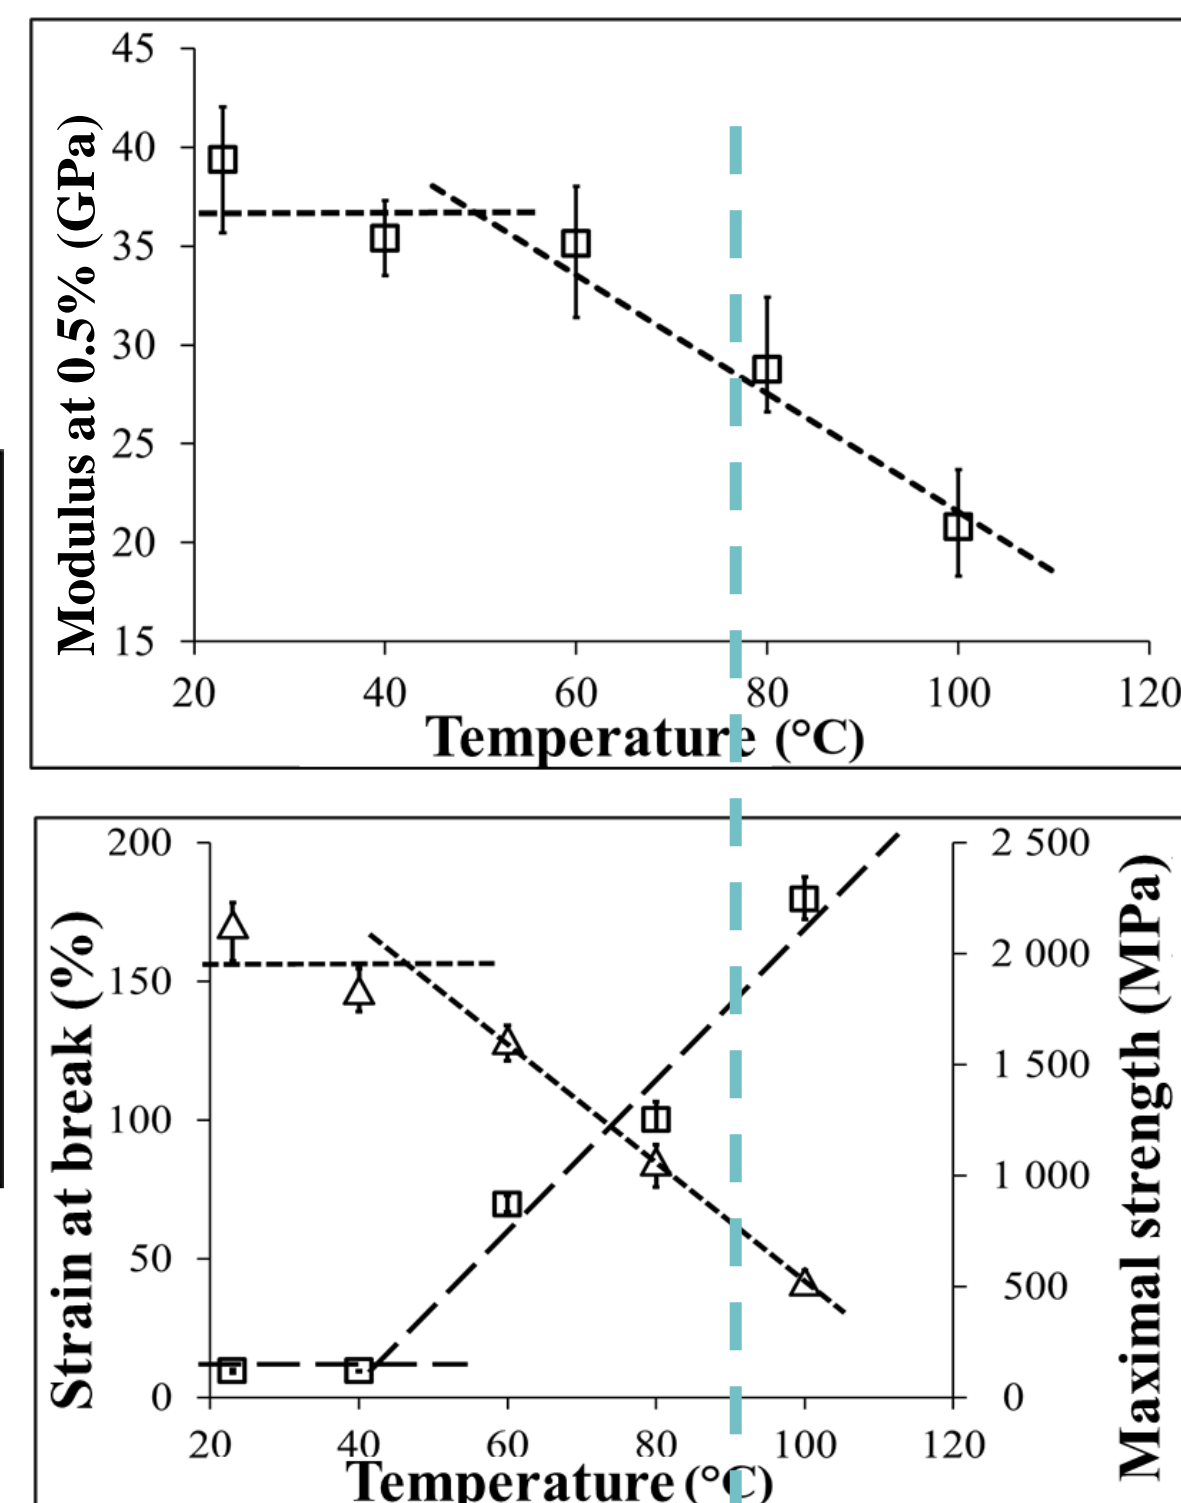 Modulus at 0.5% (GPa)
45
40
35
30
25
20
15
20 40 60 80 100 120
Temperature (°C)
Strain at break (%)
200
150
100
50
0
2 500
2 000
1 500
1 000
500
0
Maximal strength (MPa)
20 40 60 80 100 120
Temperature (°C)